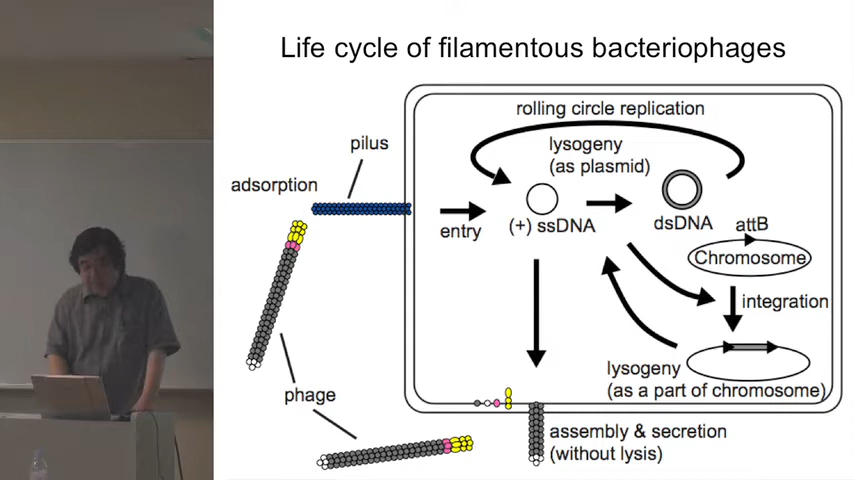 Life cycle of filamentous bacteriophages
rolling circle replication
pilus
lysogeny
(as plasmid)
adsorption
entry
(+) ssDNA
dsDNA
attB
Chromosome
integration
lysogeny
(as a part of chromosome)
phage
assembly & secretion
(without lysis)